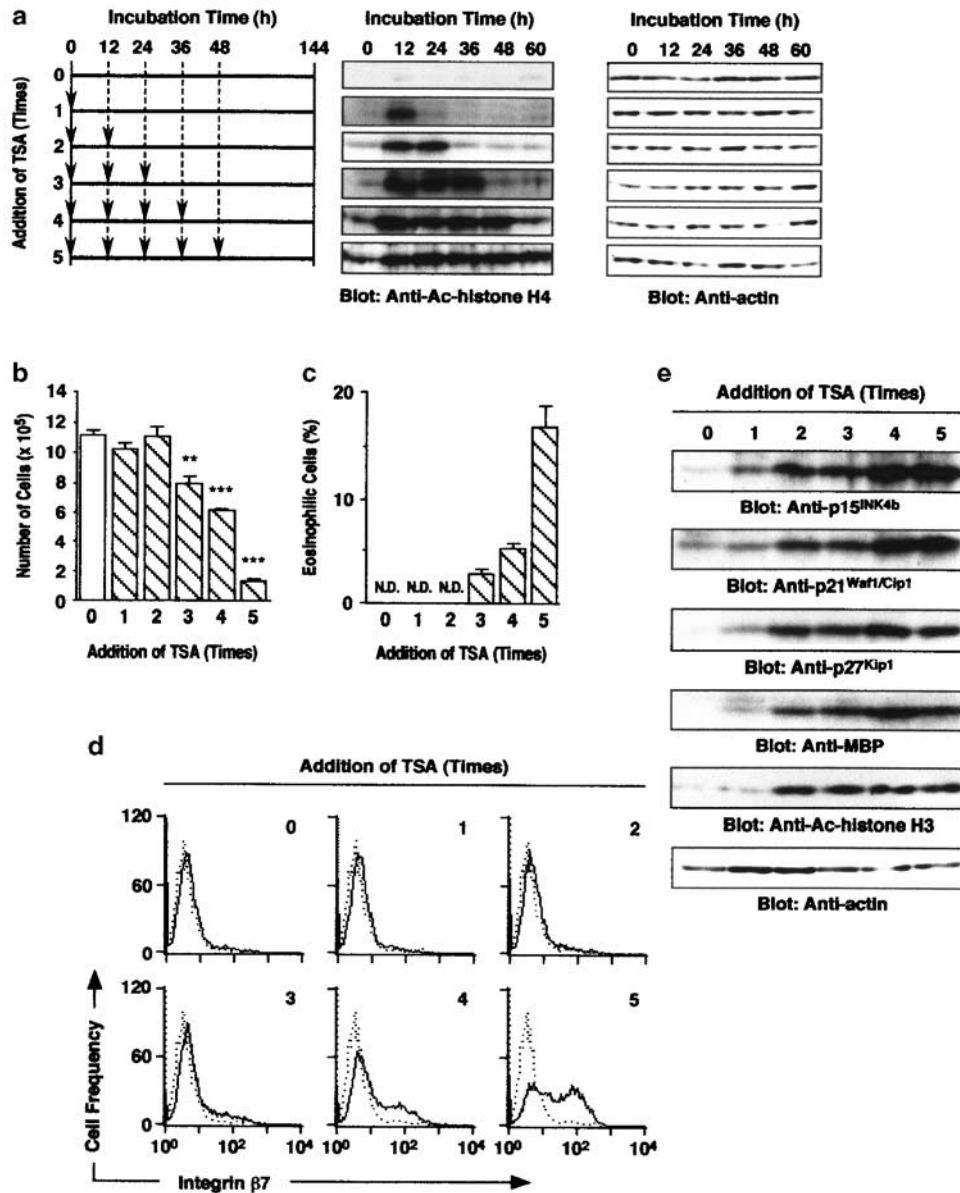 a
Incubation Time (h)
0 12 24 36 48 144
Addition of TSA (Times)
0
1
2
3
4
5
Incubation Time (h)
0 12 24 36 48 60
Blot: Anti-Ac-histone H4
Incubation Time (h)
0 12 24 36 48 60
Blot: Anti-actin
b
Number of Cells (x 10⁵)
14
12
10
8
6
4
2
0
**
***
***
0 1 2 3 4 5
Addition of TSA (Times)
c
Eosinophilic Cells (%)
20
10
0
N.D. N.D. N.D.
0 1 2 3 4 5
Addition of TSA (Times)
d
Addition of TSA (Times)
120
60
0
0
1
2
120
60
0
3
4
5
10⁰ 10² 10⁴
10⁰ 10² 10⁴
10⁰ 10² 10⁴
Cell Frequency
Integrin β7
e
Addition of TSA (Times)
0 1 2 3 4 5
Blot: Anti-p15ᴵᴺᴷ⁴ᵇ
Blot: Anti-p21ᵂᵃᶠ¹/ᶜⁱᵖ¹
Blot: Anti-p27ᴷⁱᵖ¹
Blot: Anti-MBP
Blot: Anti-Ac-histone H3
Blot: Anti-actin